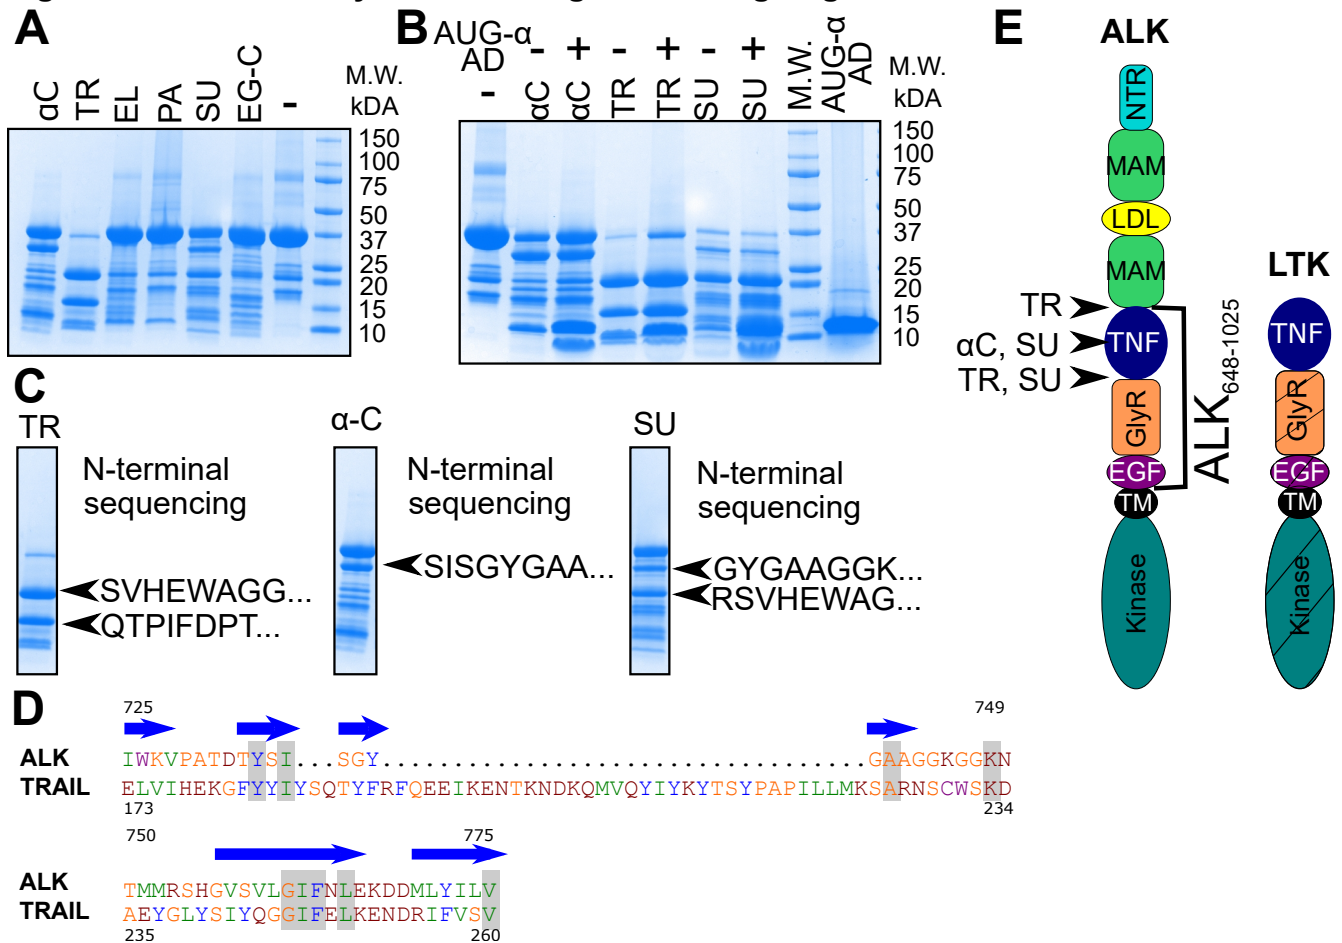 A
αC TR EL PA SU EG-C -
M.W.
kDA
150
100
75
50
37
25
20
15
10
B
AUG-α - + - + - +
AD
- αC αC TR TR SU SU M.W. AUG-α AD
M.W.
kDA
150
100
75
50
37
25
20
15
10
C
TR
N-terminal
sequencing
SVHEWAGG...
QTPIFDPT...
α-C
N-terminal
sequencing
SISGYGAA...
SU
N-terminal
sequencing
GYGAAGGK...
RSVHEWAG...
D
725 749
ALK IWKVPATDTYSI...SGY..................................GAAGGKGGKN
TRAIL ELVIHEKGFYYIYSQTYFRFQEEIKENTKNDKQMVQYIYKYTSYPAPILLMKSARNSCWSKD
173 234
750 775
ALK TMMRSHGVSVLGIFNLEKDDMLYILV
TRAIL AEYGLYSIYQGGIFELKENDRIFVSV
235 260
E
ALK
NTR
MAM
LDL
MAM
TR
αC, SU
TNF
TR, SU
GlyR
EGF
TM
Kinase
ALK648-1025
LTK
TNF
GlyR
EGF
TM
Kinase